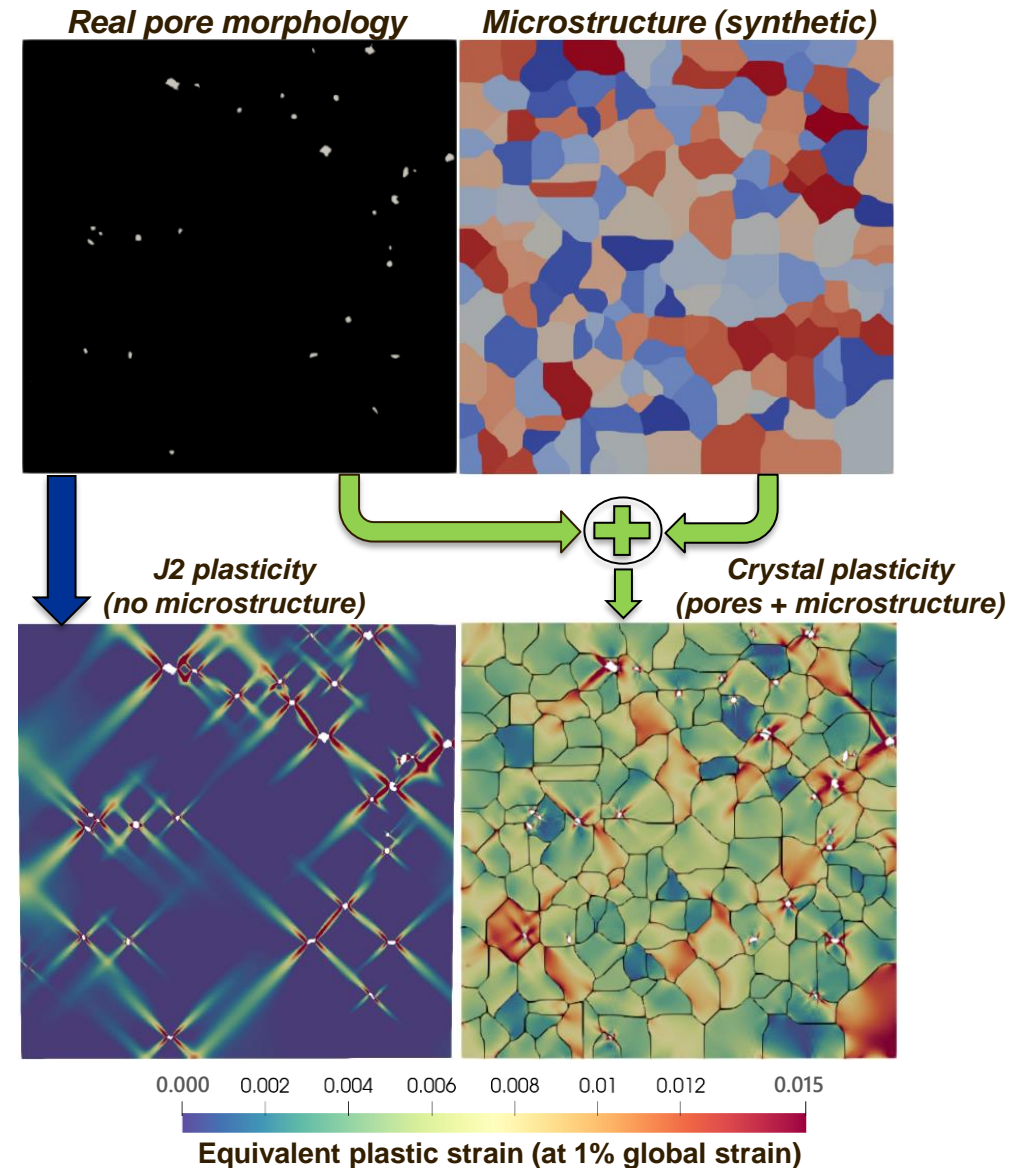 Real pore morphology
Microstructure (synthetic)
J2 plasticity
(no microstructure)
Crystal plasticity
(pores + microstructure)
0.000 0.002 0.004 0.006 0.008 0.01 0.012 0.015
Equivalent plastic strain (at 1% global strain)